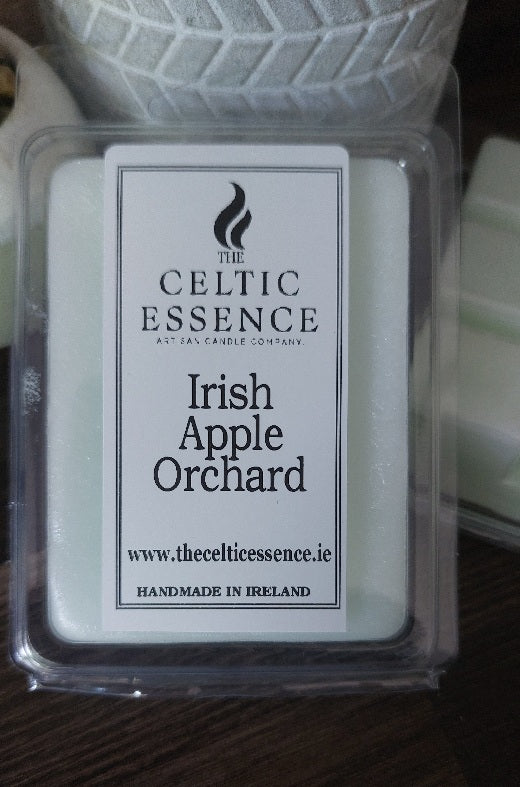 THE
CELTIC
ESSENCE
ARTISAN CANDLE COMPANY.
Irish
Apple
Orchard
www.thecelticessence.ie
HANDMADE IN IRELAND